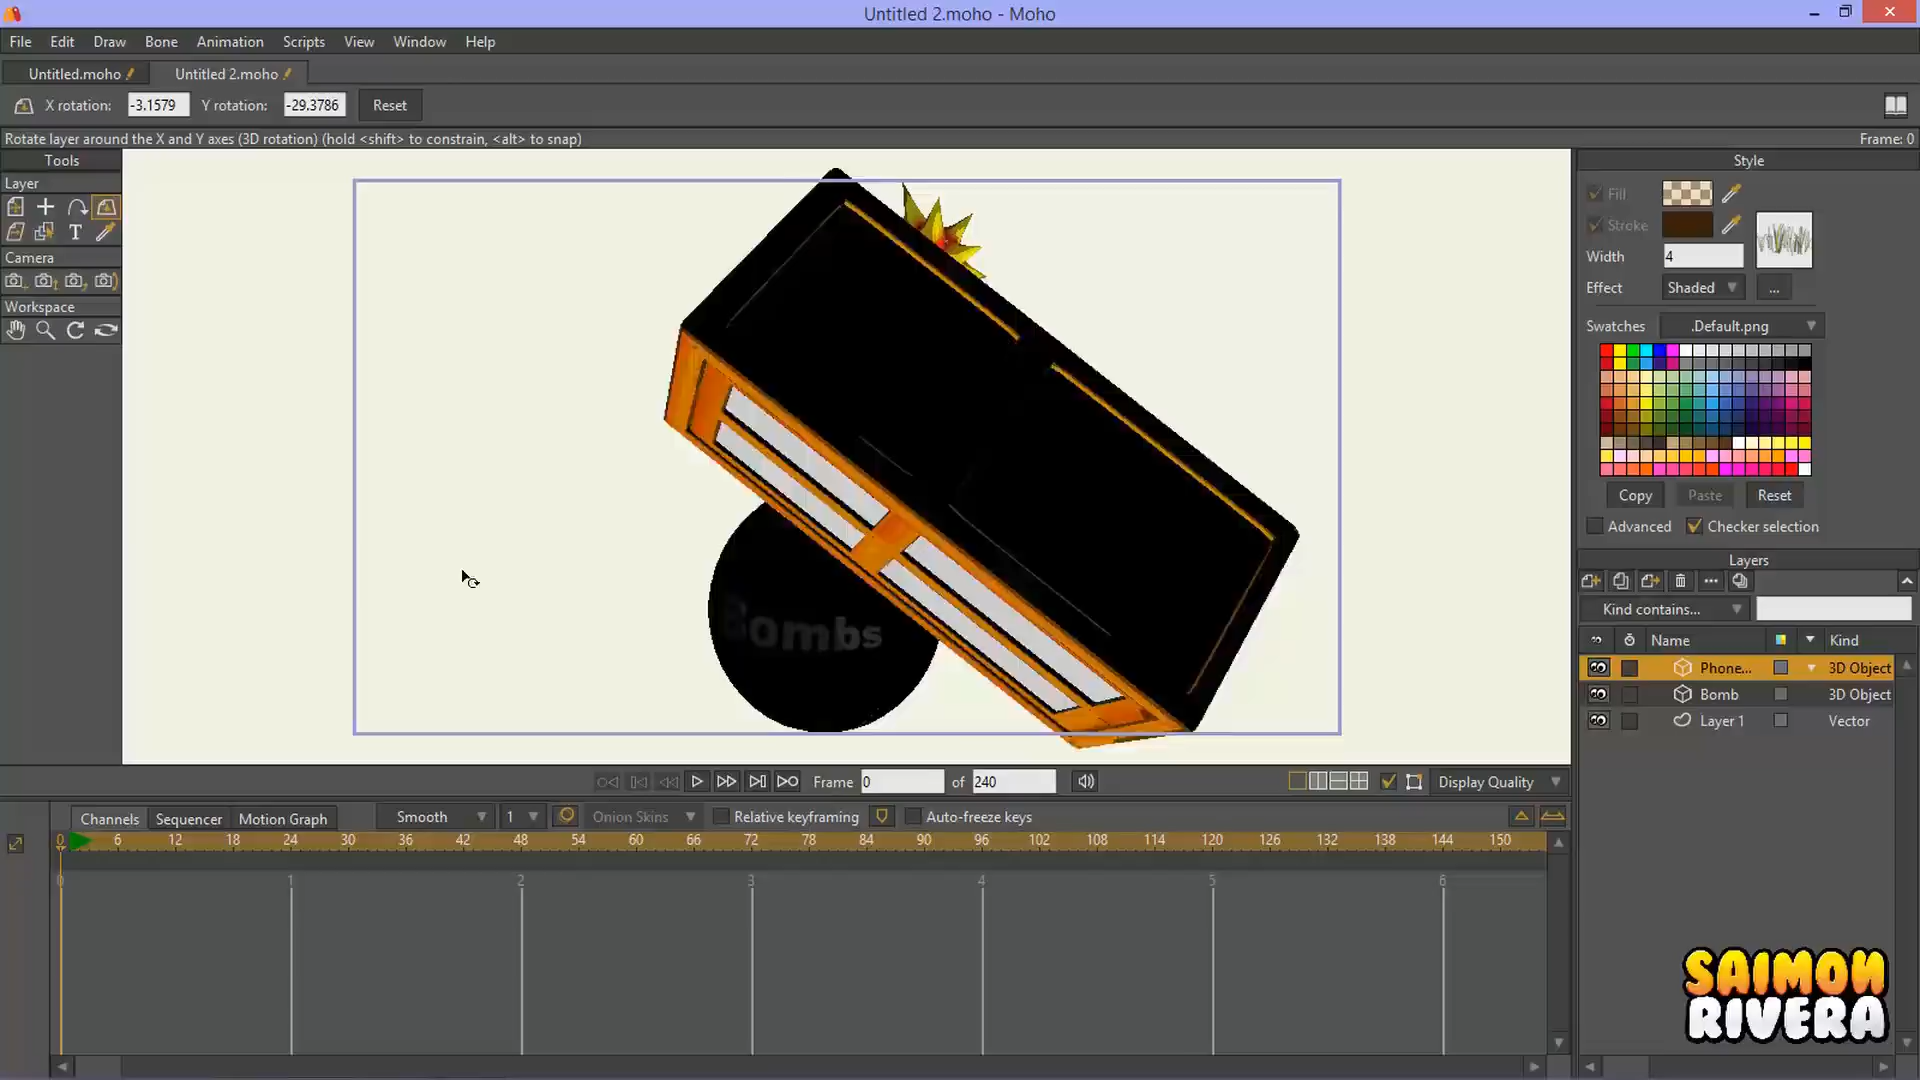 Untitled 2.moho - Moho
File Edit Draw Bone Animation Scripts View Window Help
Untitled.moho Untitled 2.moho
X rotation: -3.1579 Y rotation: -29.3786 Reset
Rotate layer around the X and Y axes (3D rotation) (hold <shift> to constrain, <alt> to snap) Frame: 0
Tools
Layer
T
Camera
Workspace
Bombs
Style
Fill
Stroke
Width 4
Effect Shaded ...
Swatches .Default.png
Copy Paste Reset
Advanced Checker selection
Layers
Kind contains...
Name Kind
Phone... 3D Object
Bomb 3D Object
Layer 1 Vector
Frame 0 of 240 Display Quality
Channels Sequencer Motion Graph Smooth 1 Onion Skins Relative keyframing Auto-freeze keys
0 6 12 18 24 30 36 42 48 54 60 66 72 78 84 90 96 102 108 114 120 126 132 138 144 150
0 1 2 3 4 5 6
SAIMON
RIVERA